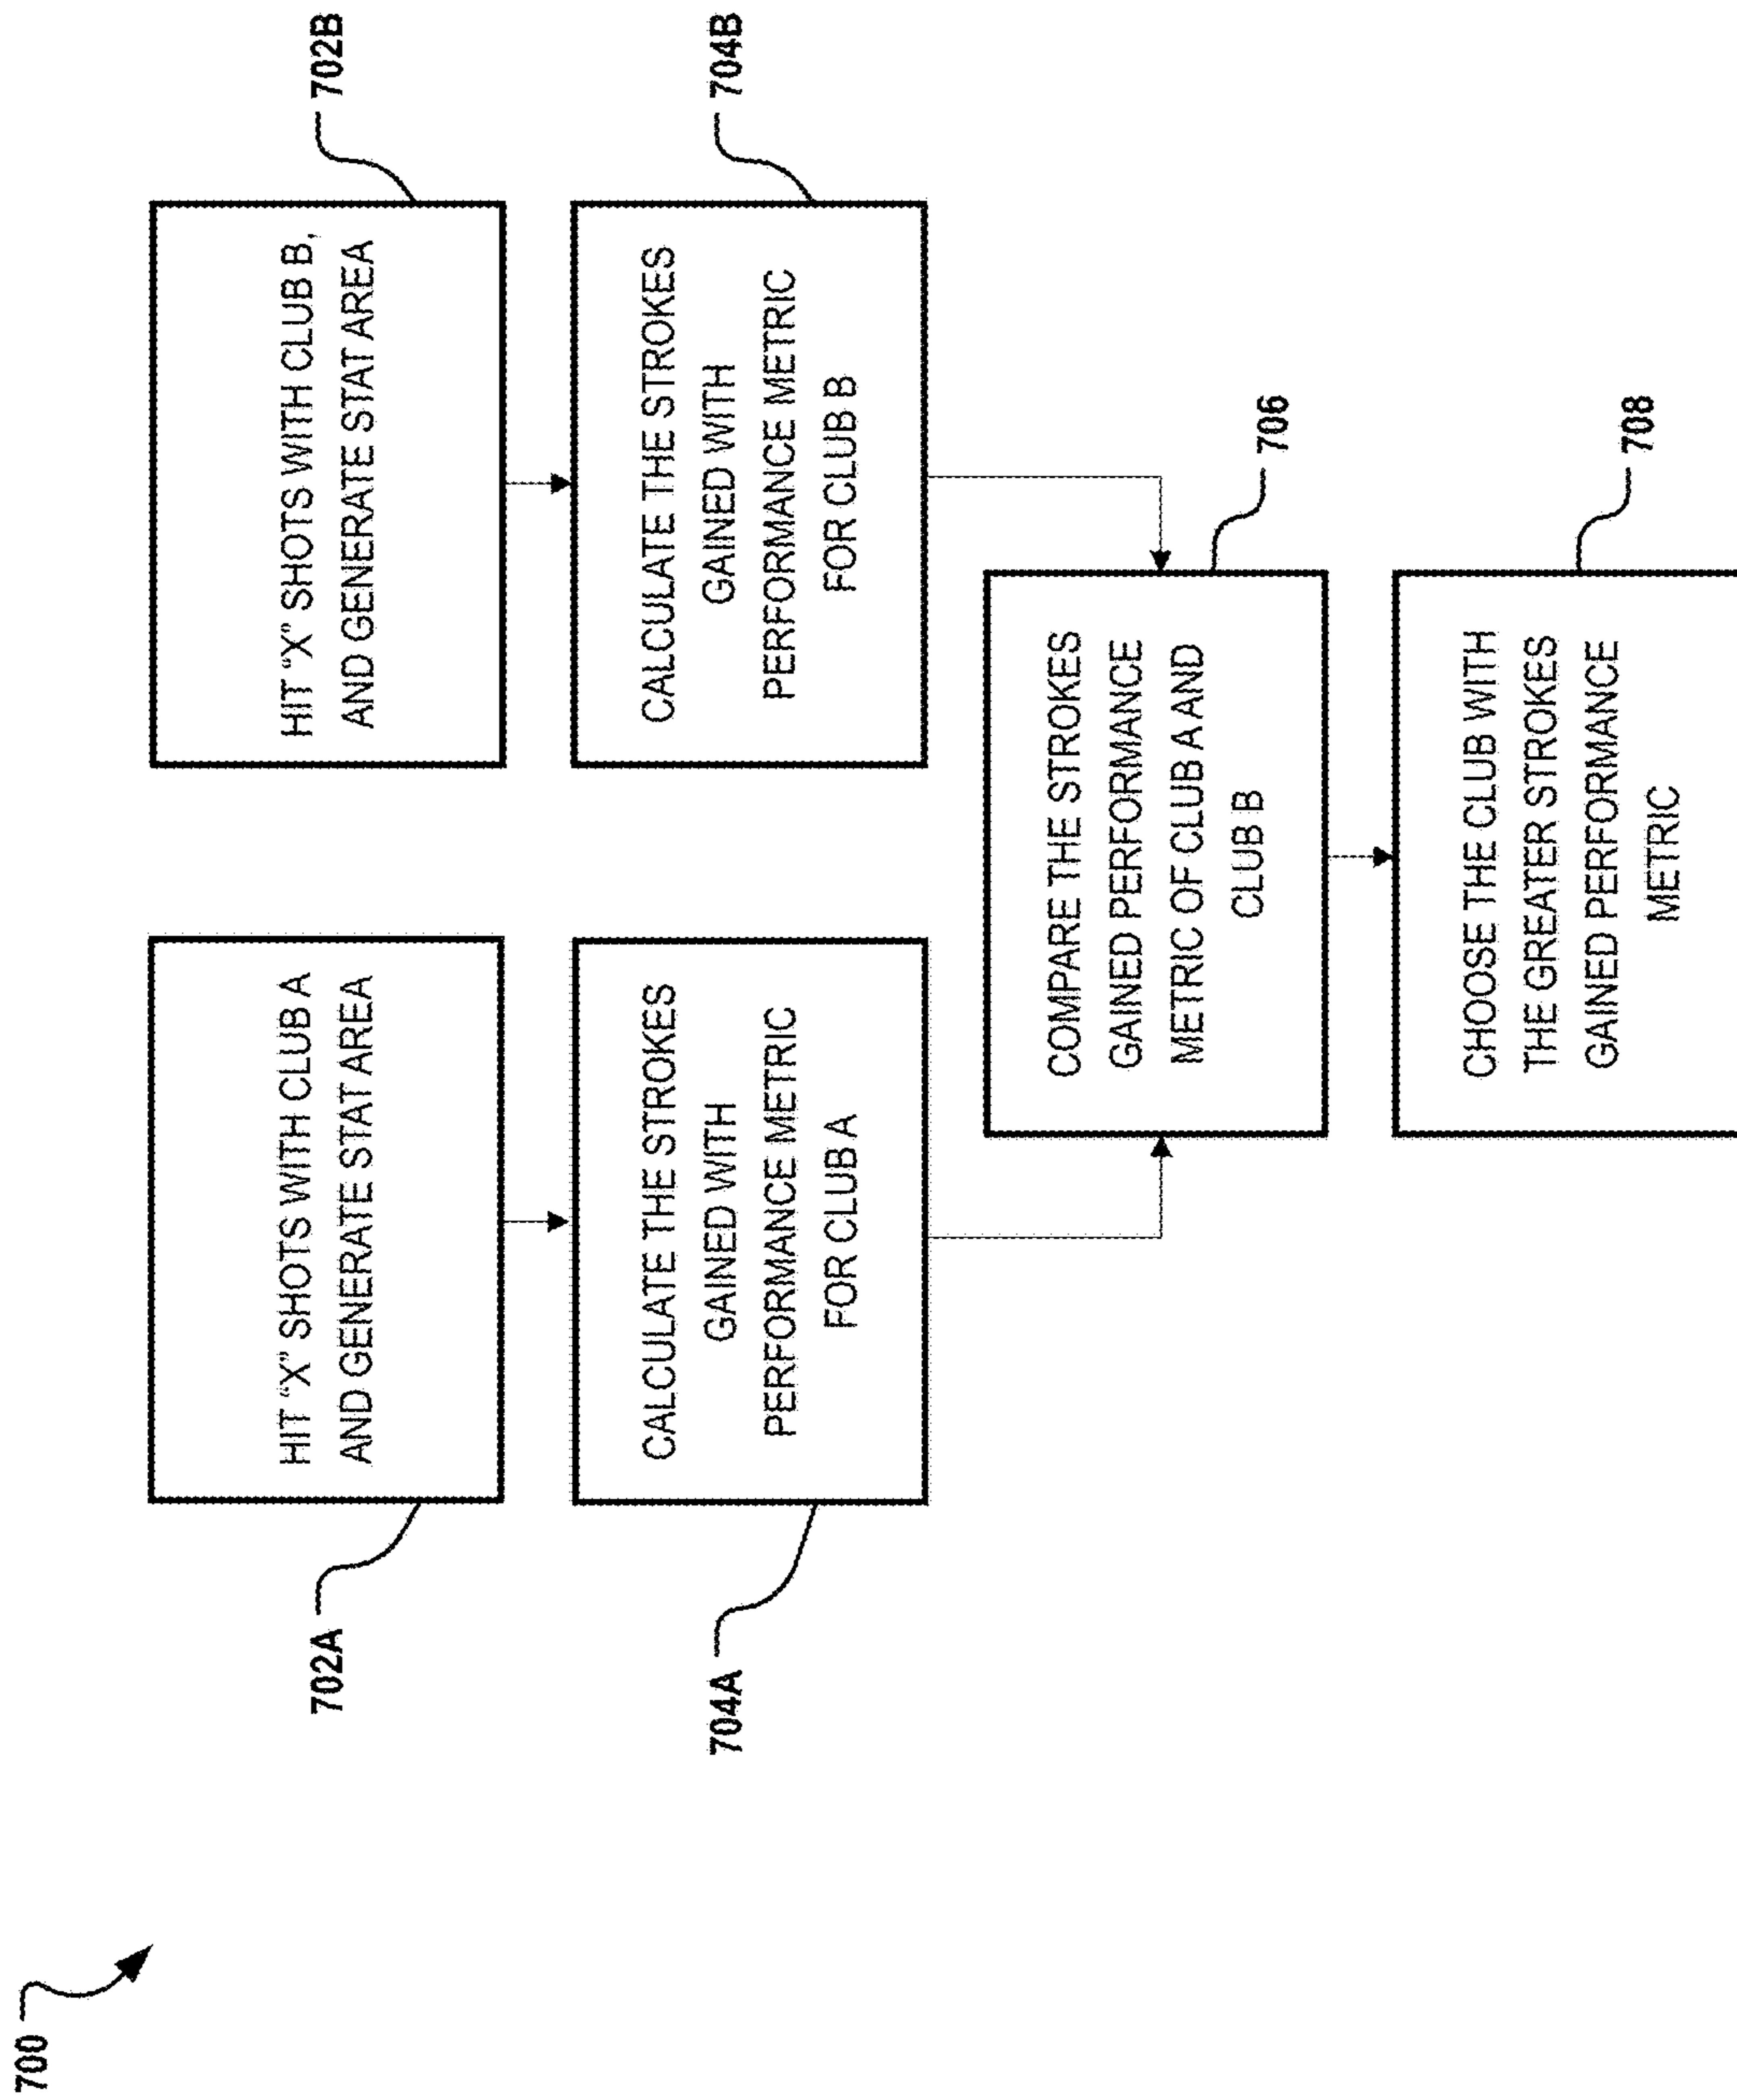 700
702A
HIT "X" SHOTS WITH CLUB A
AND GENERATE STAT AREA
HIT "X" SHOTS WITH CLUB B,
AND GENERATE STAT AREA
702B
704A
CALCULATE THE STROKES
GAINED WITH
PERFORMANCE METRIC
FOR CLUB A
CALCULATE THE STROKES
GAINED WITH
PERFORMANCE METRIC
FOR CLUB B
704B
COMPARE THE STROKES
GAINED PERFORMANCE
METRIC OF CLUB A AND
CLUB B
706
CHOOSE THE CLUB WITH
THE GREATER STROKES
GAINED PERFORMANCE
METRIC
708